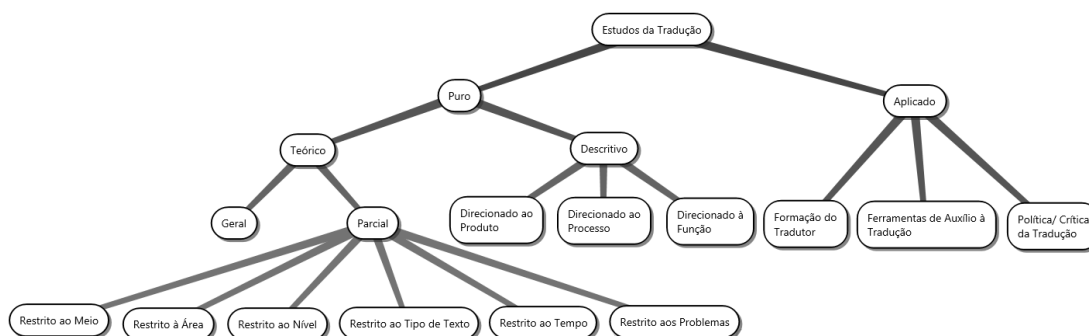 Estudos da Tradução
Puro
Aplicado
Teórico
Descritivo
Geral
Parcial
Direcionado ao
Produto
Direcionado ao
Processo
Direcionado à
Função
Formação do
Tradutor
Ferramentas de Auxílio à
Tradução
Política/ Crítica
da Tradução
Restrito ao Meio
Restrito à Área
Restrito ao Nível
Restrito ao Tipo de Texto
Restrito ao Tempo
Restrito aos Problemas